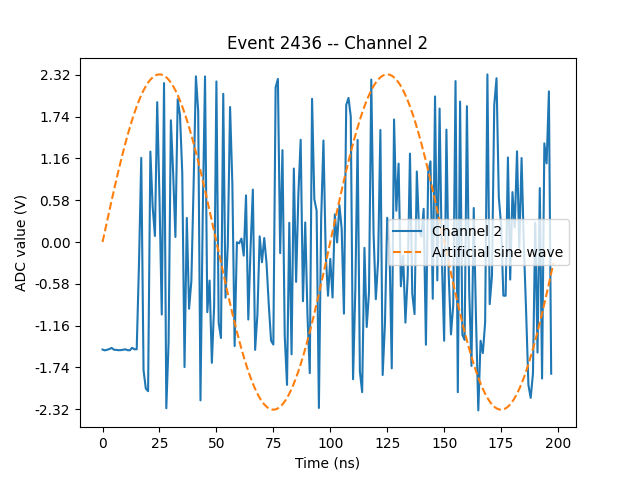 Event 2436 -- Channel 2
2.32
1.74
1.16
0.58
0.00
-0.58
-1.16
-1.74
-2.32
ADC value (V)
Channel 2
Artificial sine wave
0 25 50 75 100 125 150 175 200
Time (ns)